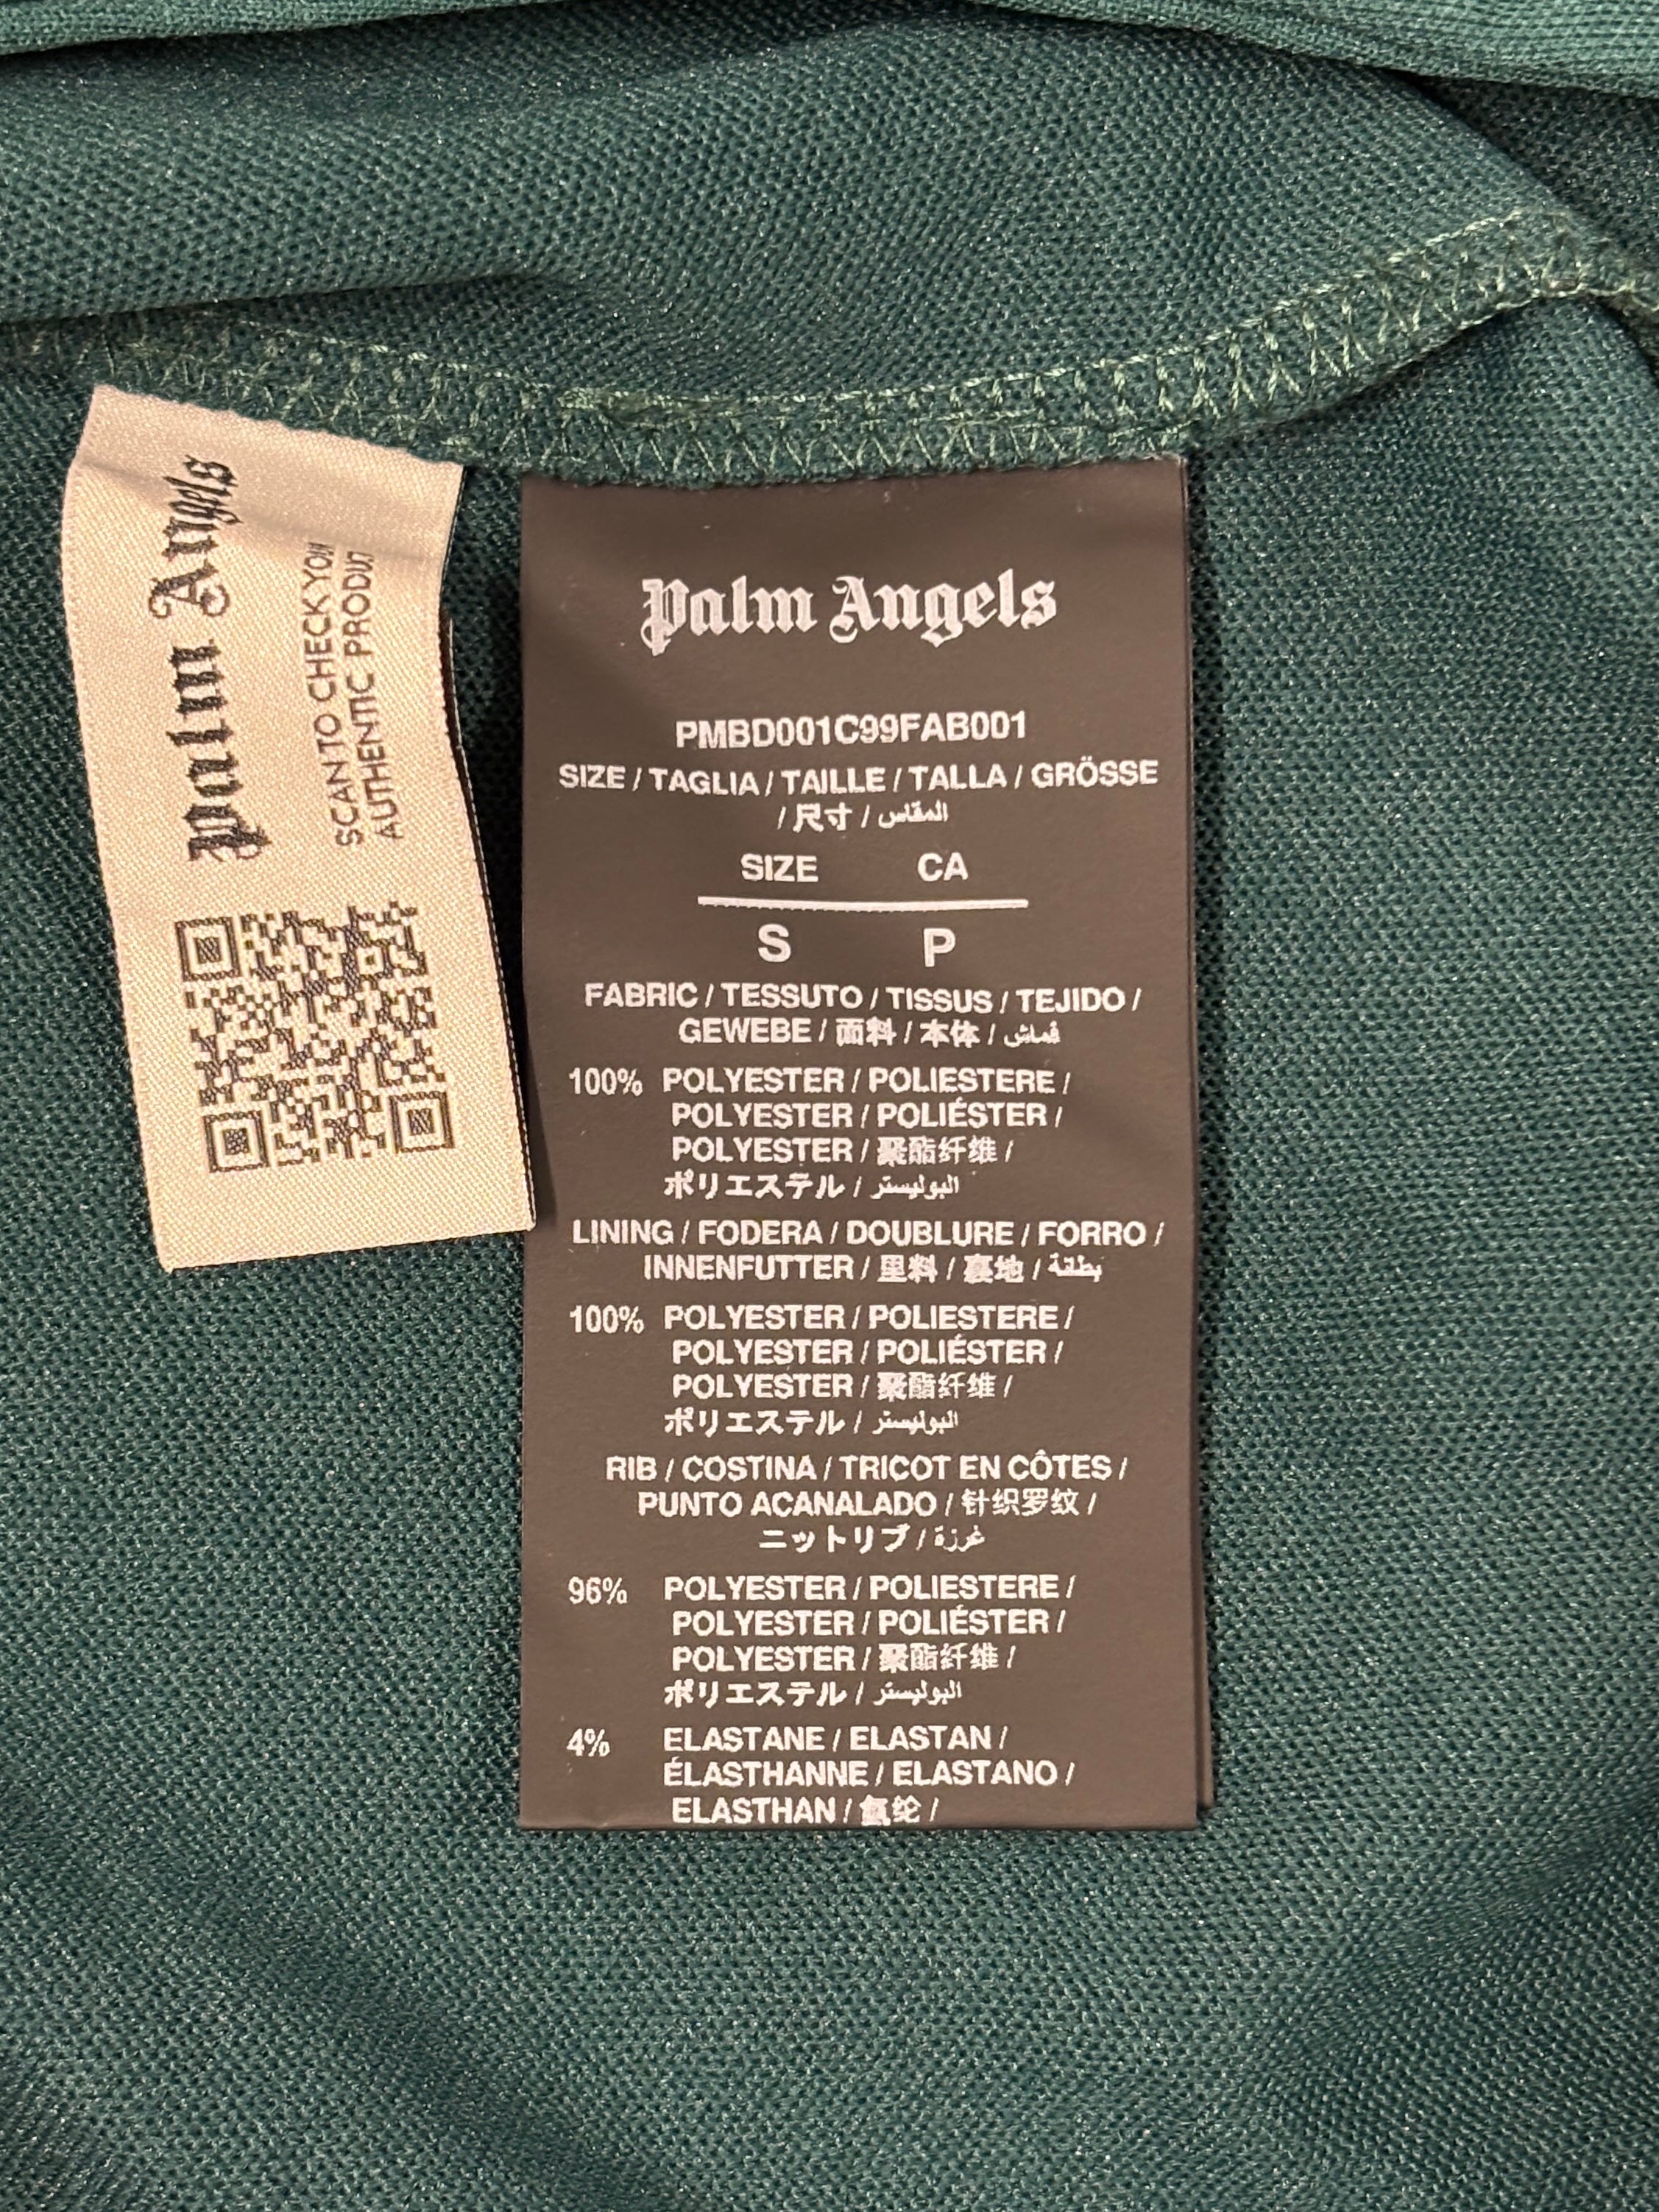 Palm Angels
SCAN TO CHECK YOUR
AUTHENTIC PRODUCT
Palm Angels
PMBD001C99FAB001
SIZE / TAGLIA / TAILLE / TALLA / GRÖSSE
/ 尺寸 / المقاس
SIZE CA
S P
FABRIC / TESSUTO / TISSUS / TEJIDO /
GEWEBE / 面料 / 本体 / قماش
100% POLYESTER / POLIESTERE /
POLYESTER / POLIÉSTER /
POLYESTER / 聚酯纤维 /
ポリエステル / البوليستر
LINING / FODERA / DOUBLURE / FORRO /
INNENFUTTER / 里料 / 裏地 / بطانة
100% POLYESTER / POLIESTERE /
POLYESTER / POLIÉSTER /
POLYESTER / 聚酯纤维 /
ポリエステル / البوليستر
RIB / COSTINA / TRICOT EN CÔTES /
PUNTO ACANALADO / 针织罗纹 /
ニットリブ / غرزة
96% POLYESTER / POLIESTERE /
POLYESTER / POLIÉSTER /
POLYESTER / 聚酯纤维 /
ポリエステル / البوليستر
4% ELASTANE / ELASTAN /
ÉLASTHANNE / ELASTANO /
ELASTHAN / 氨纶 /